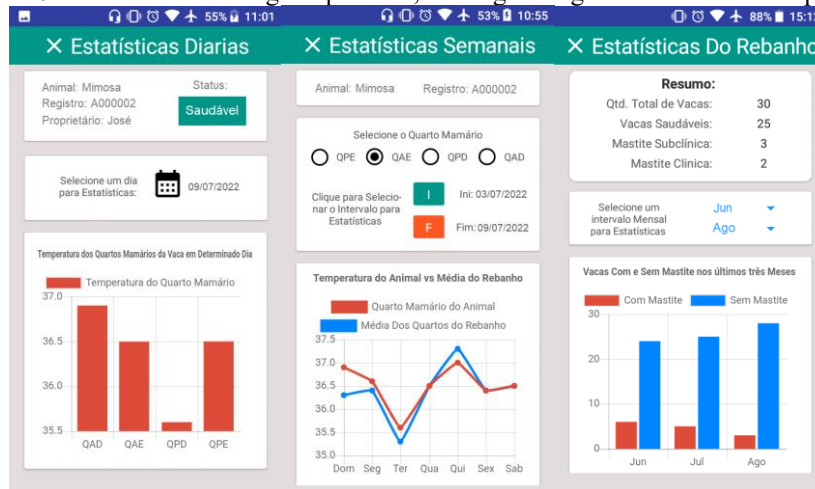 55% 11:01
Estatísticas Diarias
Animal: Mimosa
Registro: A000002
Proprietário: José
Status:
Saudável
Selecione um dia
para Estatísticas:
09/07/2022
Temperatura dos Quartos Mamários da Vaca em Determinado Dia
Temperatura do Quarto Mamário
37.0
36.5
36.0
35.5
QAD QAE QPD QPE
53% 10:55
Estatísticas Semanais
Animal: Mimosa Registro: A000002
Selecione o Quarto Mamário
QPE QAE QPD QAD
Clique para Selecio-
nar o Intervalo para
Estatísticas
I Ini: 03/07/2022
F Fim:09/07/2022
Temperatura do Animal vs Média do Rebanho
Quarto Mamário do Animal
Média Dos Quartos do Rebanho
37.5
37.0
36.5
36.0
35.5
35.0
Dom Seg Ter Qua Qui Sex Sab
88%
Estatísticas Do Rebanho
Resumo:
Qtd. Total de Vacas: 30
Vacas Saudáveis: 25
Mastite Subclínica: 3
Mastite Clinica: 2
Selecione um
intervalo Mensal
para Estatísticas
Jun
Ago
Vacas Com e Sem Mastite nos últimos três Meses
Com Mastite Sem Mastite
30
20
10
0
Jun Jul Ago